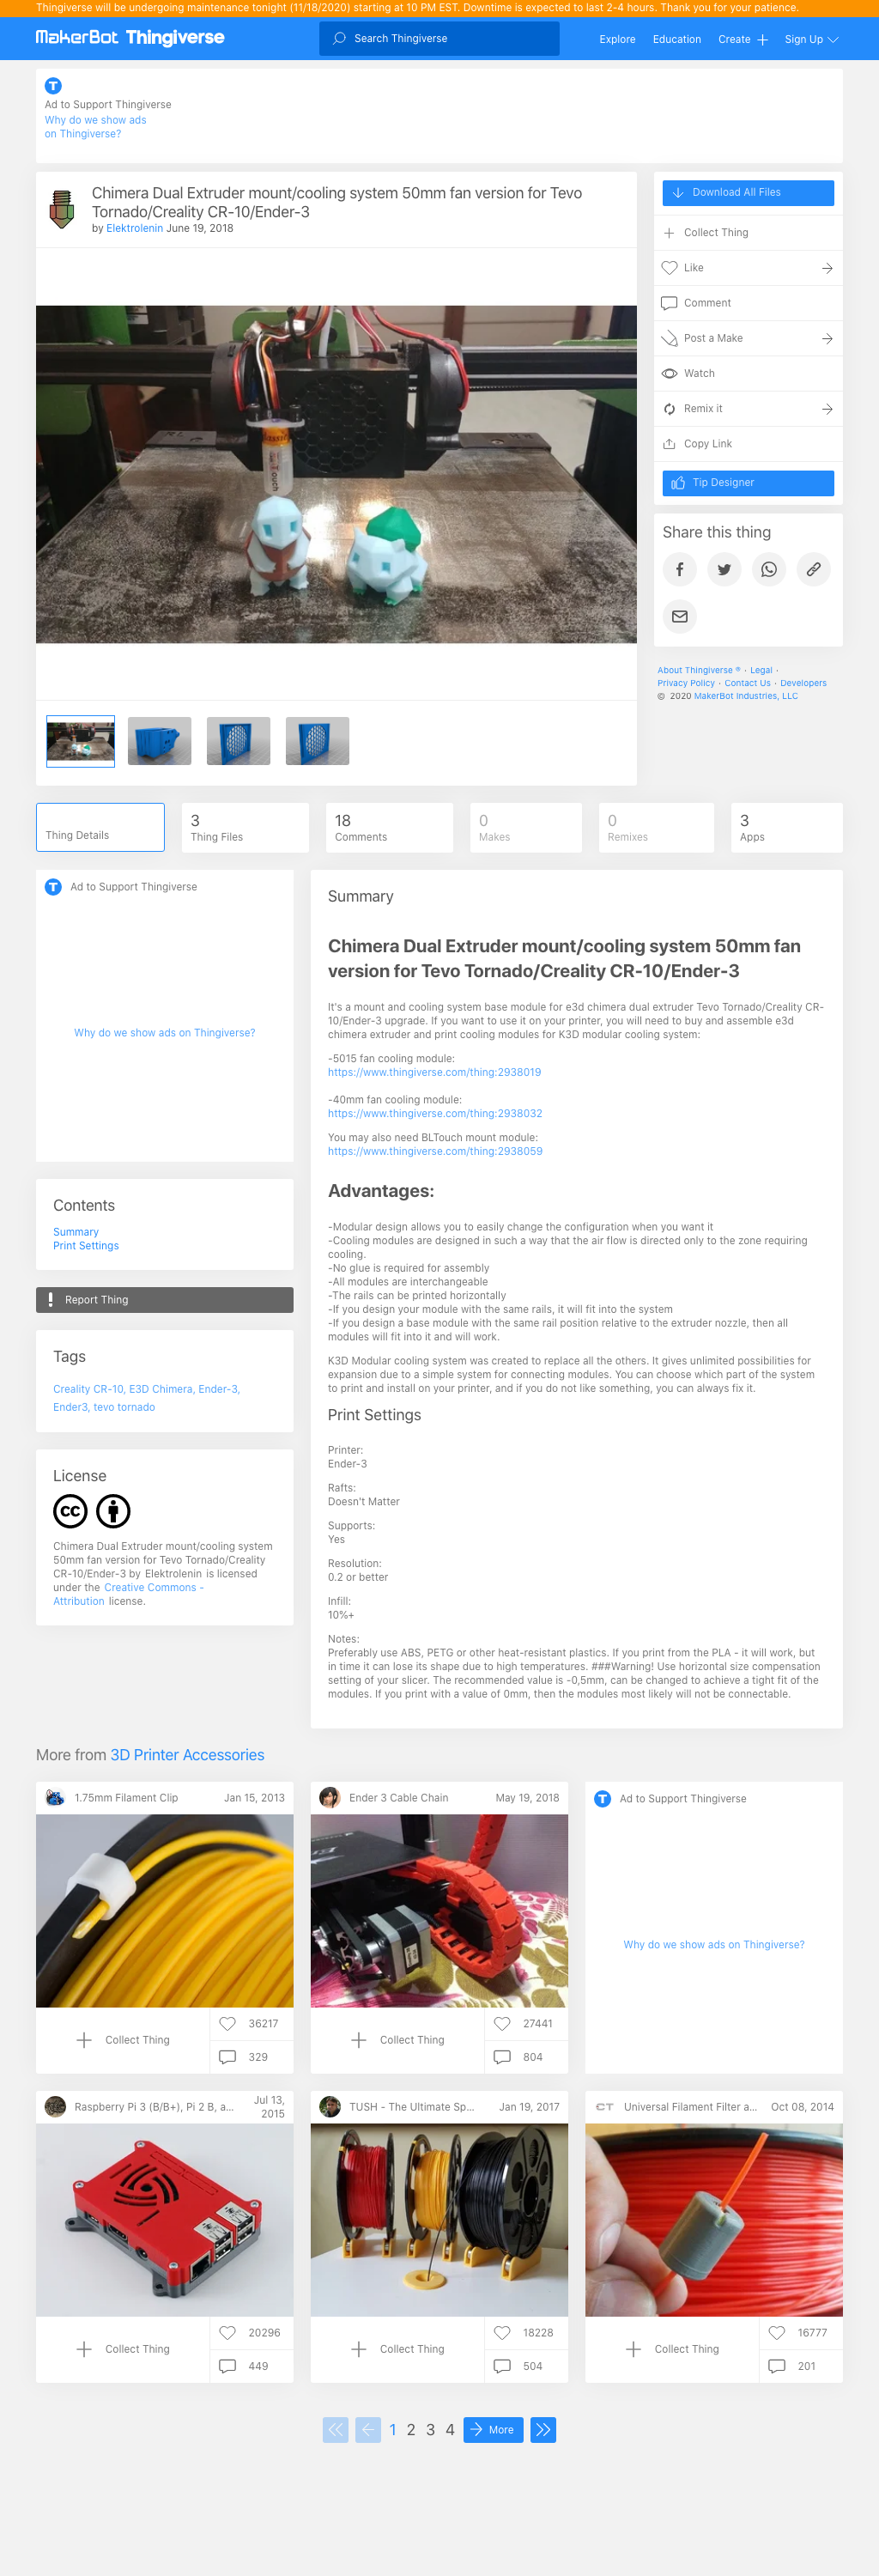 Thingiverse will be undergoing maintenance tonight (11/18/2020) starting at 10 PM EST. Downtime is expected to last 2-4 hours. Thank you for your patience.
MakerBot Thingiverse
Search Thingiverse
Explore
Education
Create
Sign Up
Ad to Support Thingiverse
Why do we show ads
on Thingiverse?
Chimera Dual Extruder mount/cooling system 50mm fan version for Tevo
Tornado/Creality CR-10/Ender-3
by Elektrolenin June 19, 2018
Touch
Download All Files
Collect Thing
Like
Comment
Post a Make
Watch
Remix it
Copy Link
Tip Designer
Share this thing
About Thingiverse ® · Legal ·
Privacy Policy · Contact Us · Developers
© 2020 MakerBot Industries, LLC
Thing Details
3
Thing Files
18
Comments
0
Makes
0
Remixes
3
Apps
Ad to Support Thingiverse
Why do we show ads on Thingiverse?
Contents
Summary
Print Settings
Report Thing
Tags
Creality CR-10, E3D Chimera, Ender-3,
Ender3, tevo tornado
License
cc
Chimera Dual Extruder mount/cooling system
50mm fan version for Tevo Tornado/Creality
CR-10/Ender-3 by Elektrolenin is licensed
under the Creative Commons -
Attribution license.
Summary
Chimera Dual Extruder mount/cooling system 50mm fan
version for Tevo Tornado/Creality CR-10/Ender-3
It's a mount and cooling system base module for e3d chimera dual extruder Tevo Tornado/Creality CR-
10/Ender-3 upgrade. If you want to use it on your printer, you will need to buy and assemble e3d
chimera extruder and print cooling modules for K3D modular cooling system:
-5015 fan cooling module:
https://www.thingiverse.com/thing:2938019
-40mm fan cooling module:
https://www.thingiverse.com/thing:2938032
You may also need BLTouch mount module:
https://www.thingiverse.com/thing:2938059
Advantages:
-Modular design allows you to easily change the configuration when you want it
-Cooling modules are designed in such a way that the air flow is directed only to the zone requiring
cooling.
-No glue is required for assembly
-All modules are interchangeable
-The rails can be printed horizontally
-If you design your module with the same rails, it will fit into the system
-If you design a base module with the same rail position relative to the extruder nozzle, then all
modules will fit into it and will work.
K3D Modular cooling system was created to replace all the others. It gives unlimited possibilities for
expansion due to a simple system for connecting modules. You can choose which part of the system
to print and install on your printer, and if you do not like something, you can always fix it.
Print Settings
Printer:
Ender-3
Rafts:
Doesn't Matter
Supports:
Yes
Resolution:
0.2 or better
Infill:
10%+
Notes:
Preferably use ABS, PETG or other heat-resistant plastics. If you print from the PLA - it will work, but
in time it can lose its shape due to high temperatures. ###Warning! Use horizontal size compensation
setting of your slicer. The recommended value is -0,5mm, can be changed to achieve a tight fit of the
modules. If you print with a value of 0mm, then the modules most likely will not be connectable.
More from 3D Printer Accessories
1.75mm Filament Clip
Jan 15, 2013
Collect Thing
36217
329
Ender 3 Cable Chain
May 19, 2018
Collect Thing
27441
804
Ad to Support Thingiverse
Why do we show ads on Thingiverse?
Raspberry Pi 3 (B/B+), Pi 2 B, a...
Jul 13,
2015
Collect Thing
20296
449
TUSH - The Ultimate Sp...
Jan 19, 2017
Collect Thing
18228
504
CT
Universal Filament Filter a...
Oct 08, 2014
Collect Thing
16777
201
1 2 3 4
More